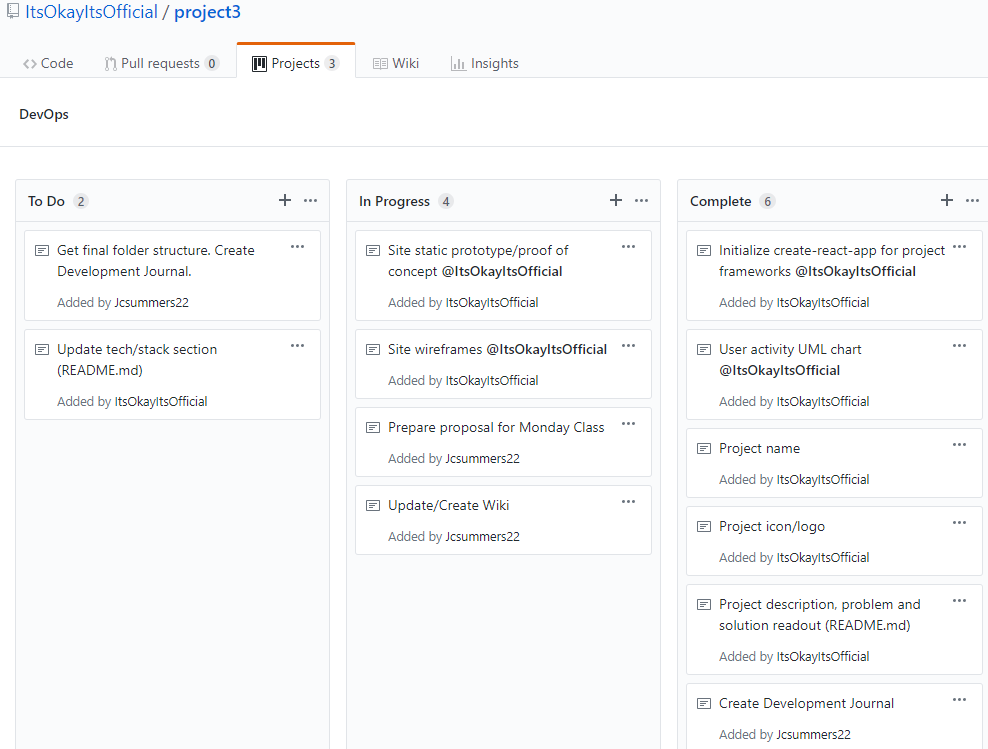 ItsOkayItsOfficial / project3
Code
Pull requests 0
Projects 3
Wiki
Insights
DevOps
To Do 2
Get final folder structure. Create
Development Journal.
Added by Jcsummers22
Update tech/stack section
(README.md)
Added by ItsOkayItsOfficial
In Progress 4
Site static prototype/proof of
concept @ItsOkayItsOfficial
Added by ItsOkayItsOfficial
Site wireframes @ItsOkayItsOfficial
Added by ItsOkayItsOfficial
Prepare proposal for Monday Class
Added by Jcsummers22
Update/Create Wiki
Added by Jcsummers22
Complete 6
Initialize create-react-app for project
frameworks @ItsOkayItsOfficial
Added by ItsOkayItsOfficial
User activity UML chart
@ItsOkayItsOfficial
Added by ItsOkayItsOfficial
Project name
Added by ItsOkayItsOfficial
Project icon/logo
Added by ItsOkayItsOfficial
Project description, problem and
solution readout (README.md)
Added by ItsOkayItsOfficial
Create Development Journal
Added by Jcsummers22